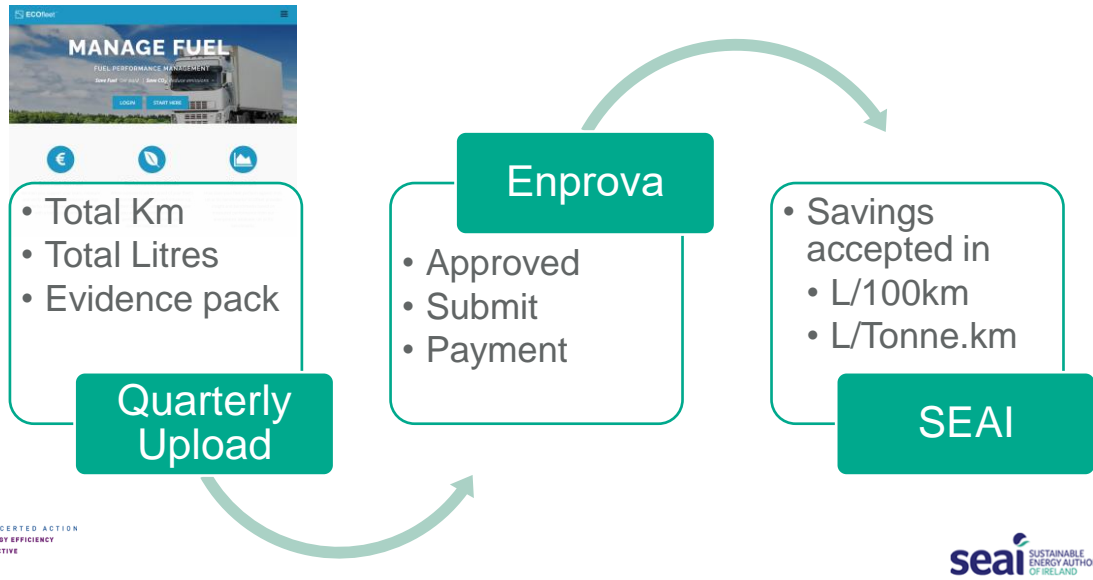 ECOfleet
MANAGE FUEL
FUEL PERFORMANCE MANAGEMENT
LOGIN
START HERE
€
• Total Km
• Total Litres
• Evidence pack
Quarterly
Upload
Enprova
• Approved
• Submit
• Payment
• Savings
accepted in
• L/100km
• L/Tonne.km
SEAI
CERTED ACTION
GY EFFICIENCY
CTIVE
seai
SUSTAINABLE
ENERGY AUTHO
OF IRELAND